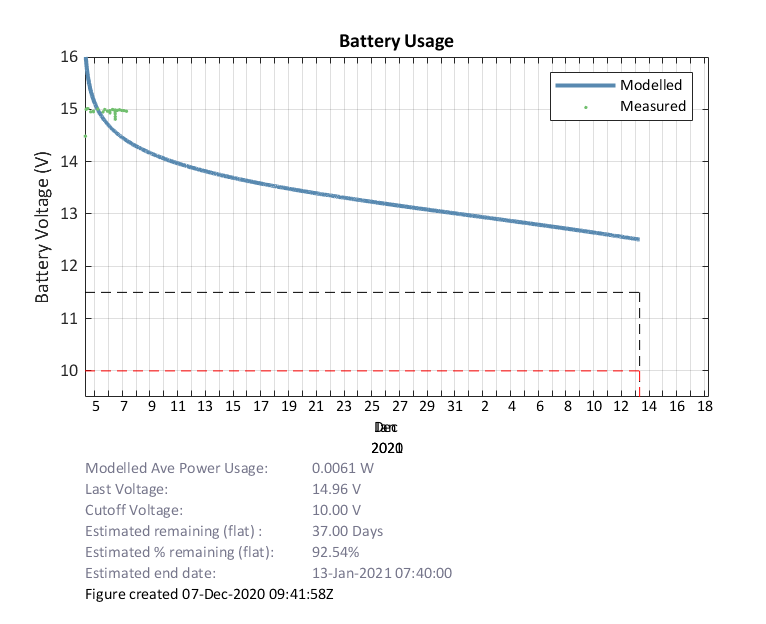 Battery Usage
Modelled
Measured
Battery Voltage (V)
16
15
14
13
12
11
10
5 7 9 11 13 15 17 19 21 23 25 27 29 31 2 4 6 8 10 12 14 16 18
Modelled Ave Power Usage: 0.0061 W
Last Voltage: 14.96 V
Cutoff Voltage: 10.00 V
Estimated remaining (flat) : 37.00 Days
Estimated % remaining (flat): 92.54%
Estimated end date: 13-Jan-2021 07:40:00
Figure created 07-Dec-2020 09:41:58Z